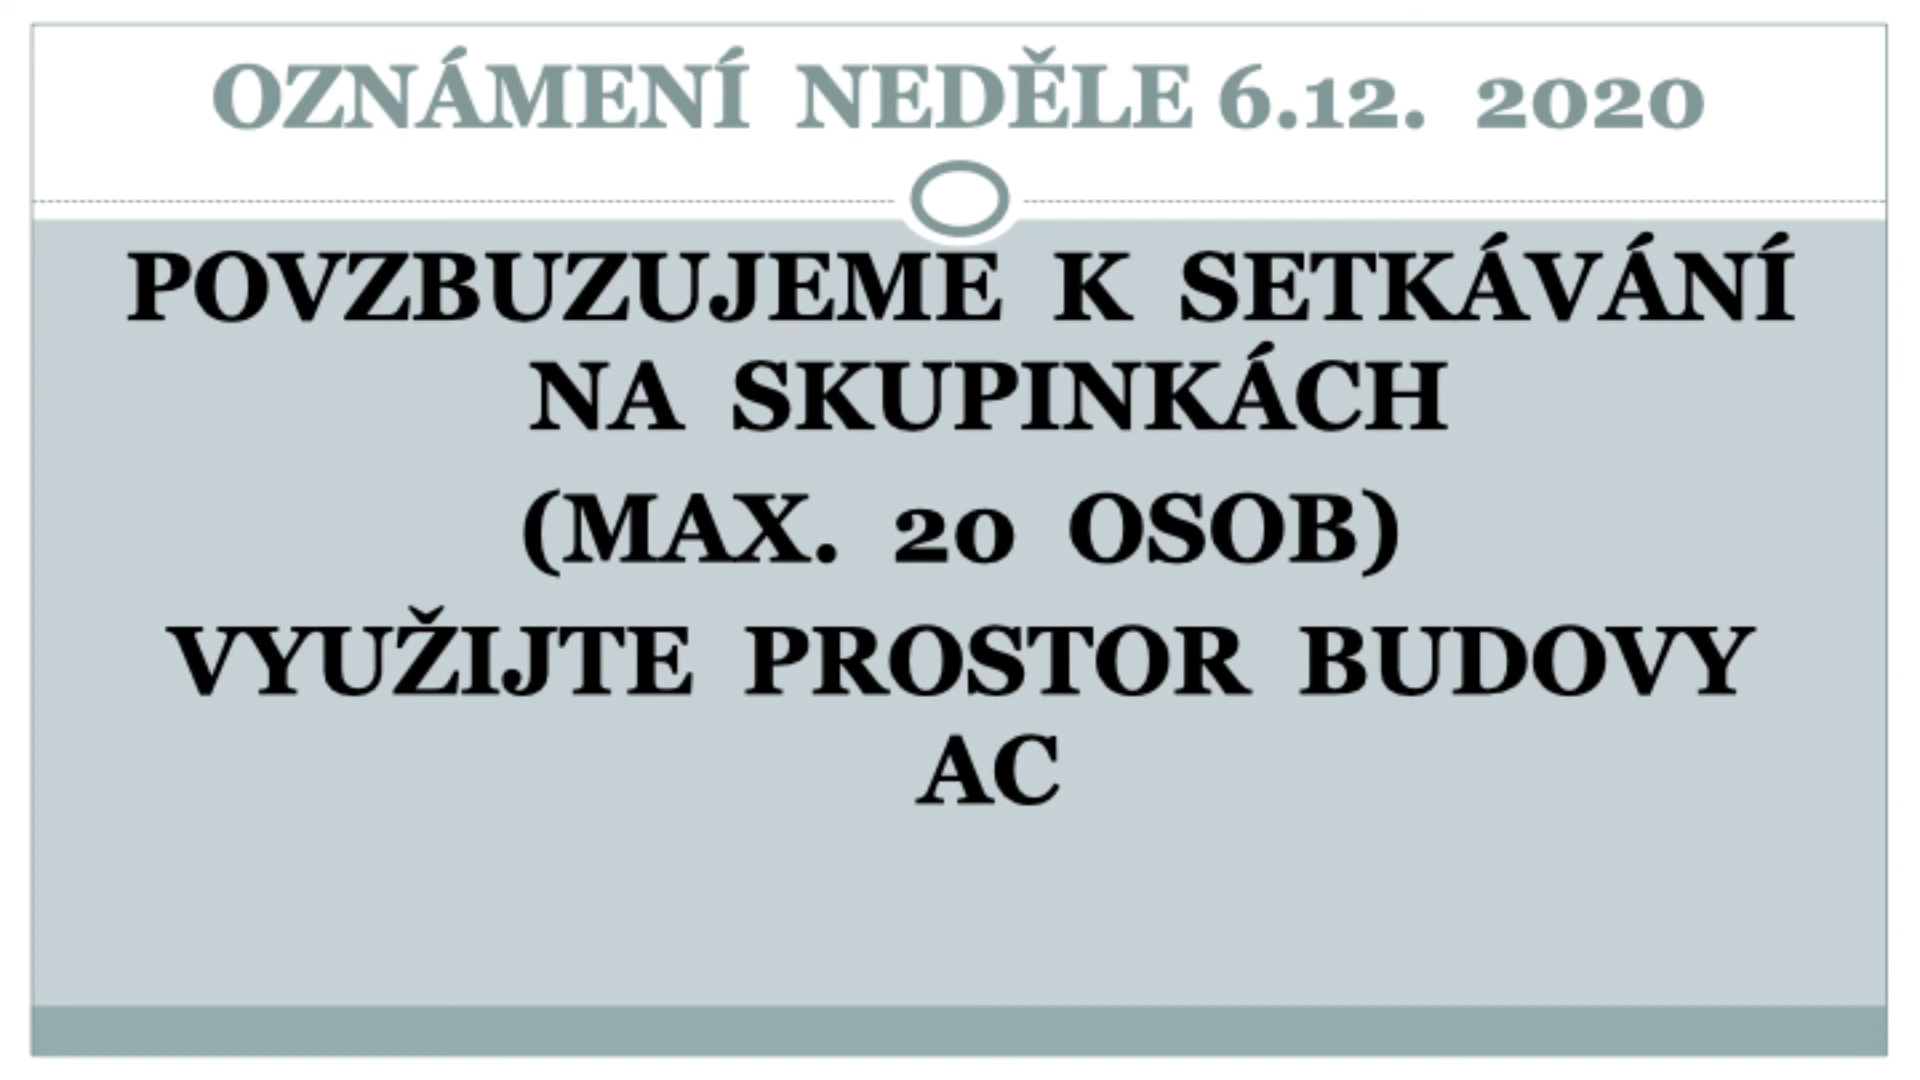 OZNÁMENÍ NEDĚLE 6.12. 2020
POVZBUZUJEME K SETKÁVÁNÍ
NA SKUPINKÁCH
(MAX. 20 OSOB)
VYUŽIJTE PROSTOR BUDOVY
AC